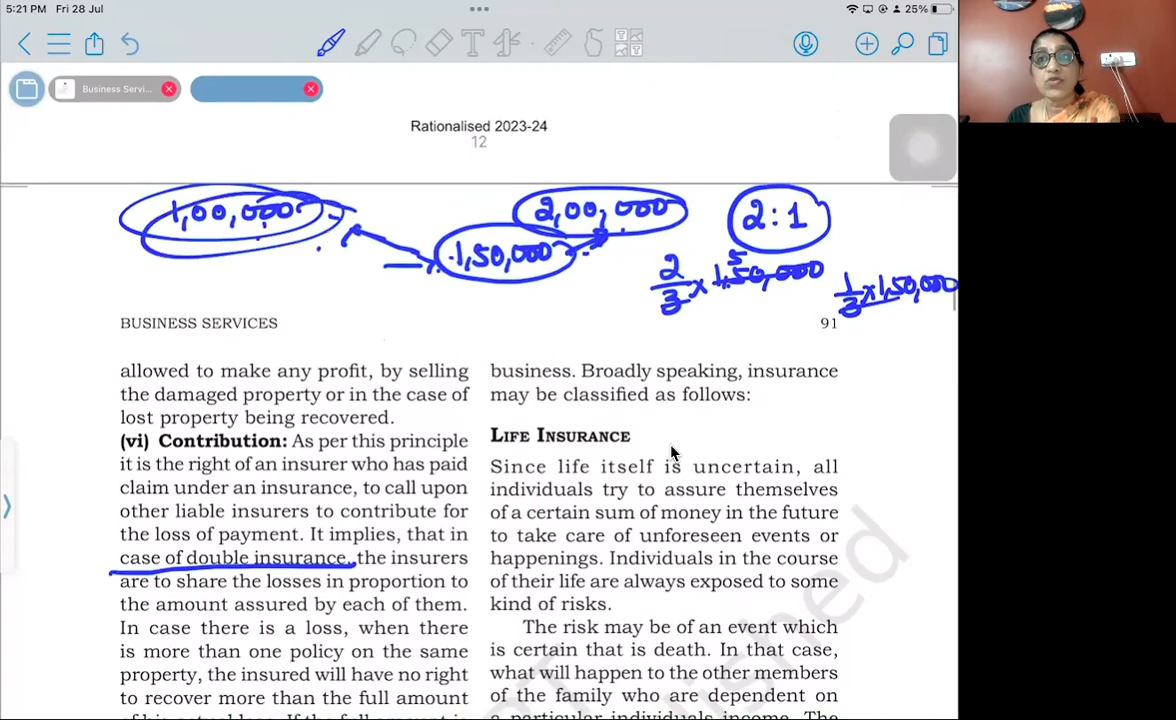 5:21 PM Fri 28 Jul
25%
Business Servi...
Rationalised 2023-24
12
1,00,000
2,00,000
2:1
1,50,000
2/3 × 1,50,000
5
1/3 × 1,50,000
BUSINESS SERVICES
91
allowed to make any profit, by selling
the damaged property or in the case of
lost property being recovered.
(vi) Contribution: As per this principle
it is the right of an insurer who has paid
claim under an insurance, to call upon
other liable insurers to contribute for
the loss of payment. It implies, that in
case of double insurance, the insurers
are to share the losses in proportion to
the amount assured by each of them.
In case there is a loss, when there
is more than one policy on the same
property, the insured will have no right
to recover more than the full amount
business. Broadly speaking, insurance
may be classified as follows:
LIFE INSURANCE
Since life itself is uncertain, all
individuals try to assure themselves
of a certain sum of money in the future
to take care of unforeseen events or
happenings. Individuals in the course
of their life are always exposed to some
kind of risks.
The risk may be of an event which
is certain that is death. In that case,
what will happen to the other members
of the family who are dependent on
a particular individuals income. The